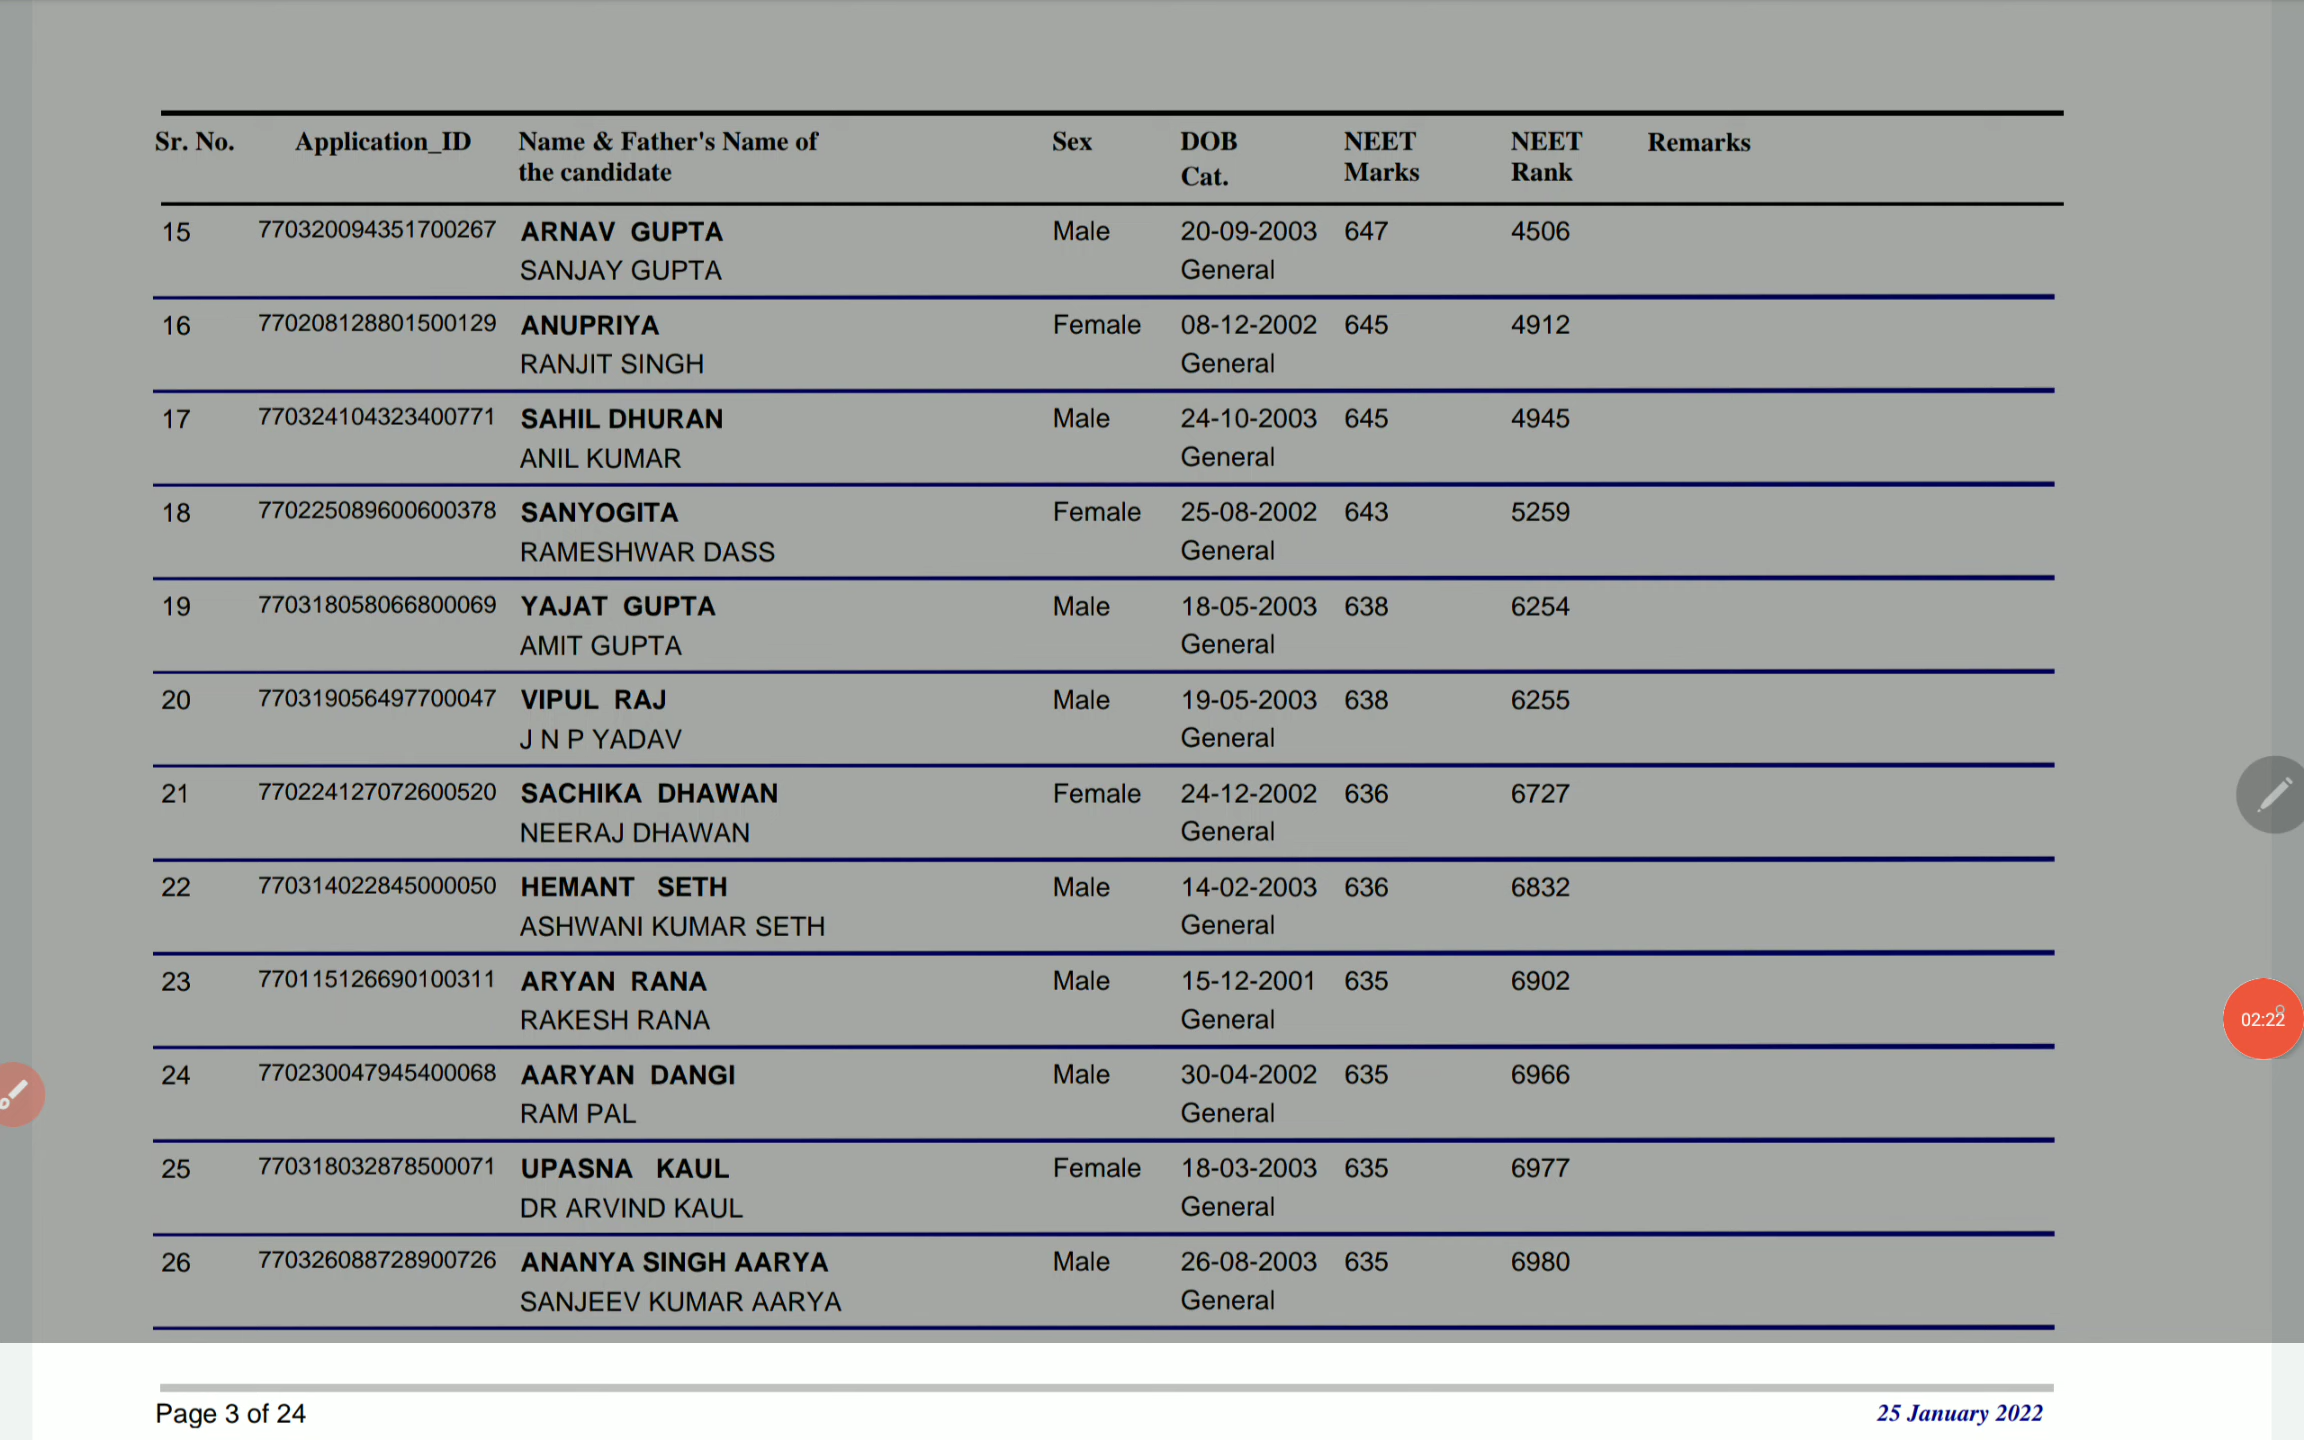 Sr. No. Application_ID Name & Father's Name of Sex DOB NEET NEET Remarks
the candidate Cat. Marks Rank
15 770320094351700267 ARNAV GUPTA Male 20-09-2003 647 4506
SANJAY GUPTA General
16 770208128801500129 ANUPRIYA Female 08-12-2002 645 4912
RANJIT SINGH General
17 770324104323400771 SAHIL DHURAN Male 24-10-2003 645 4945
ANIL KUMAR General
18 770225089600600378 SANYOGITA Female 25-08-2002 643 5259
RAMESHWAR DASS General
19 770318058066800069 YAJAT GUPTA Male 18-05-2003 638 6254
AMIT GUPTA General
20 770319056497700047 VIPUL RAJ Male 19-05-2003 638 6255
J N P YADAV General
21 770224127072600520 SACHIKA DHAWAN Female 24-12-2002 636 6727
NEERAJ DHAWAN General
22 770314022845000050 HEMANT SETH Male 14-02-2003 636 6832
ASHWANI KUMAR SETH General
23 770115126690100311 ARYAN RANA Male 15-12-2001 635 6902
RAKESH RANA General
24 770230047945400068 AARYAN DANGI Male 30-04-2002 635 6966
RAM PAL General
25 770318032878500071 UPASNA KAUL Female 18-03-2003 635 6977
DR ARVIND KAUL General
26 770326088728900726 ANANYA SINGH AARYA Male 26-08-2003 635 6980
SANJEEV KUMAR AARYA General
02:22
Page 3 of 24 25 January 2022